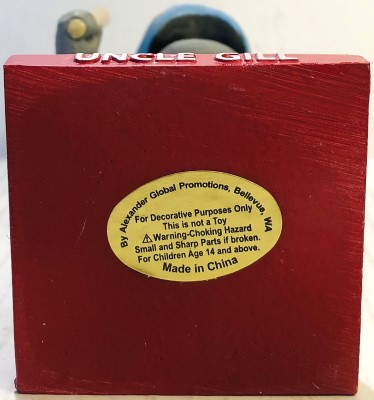 UNCLE GILL
By Alexander Global Promotions, Bellevue, WA
For Decorative Purposes Only
This is not a Toy
⚠Warning-Choking Hazard
Small and Sharp Parts if broken.
For Children Age 14 and above.
Made in China